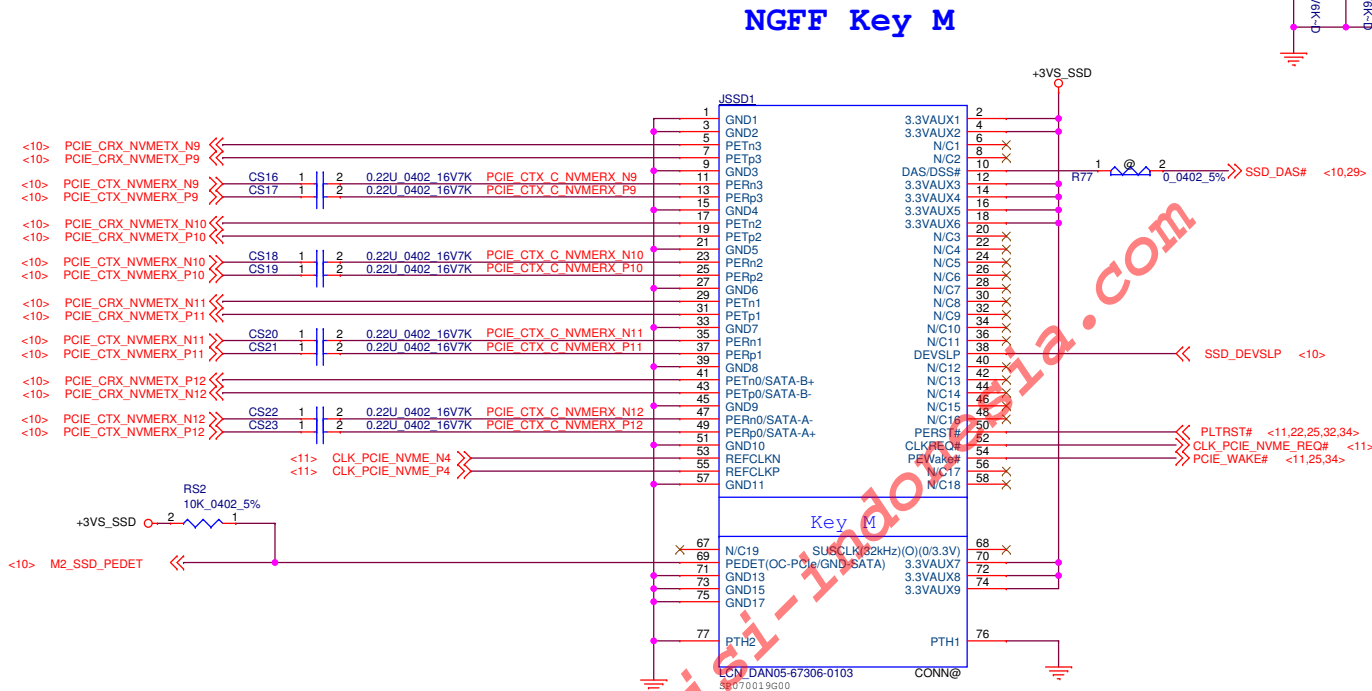 NGFF Key M
+3VS_SSD
JSSD1
1 GND1 3.3VAUX1 2
3 GND2 3.3VAUX2 4
<10> PCIE_CRX_NVMETX_N9 5 PETn3 N/C1 6
<10> PCIE_CRX_NVMETX_P9 7 PETp3 N/C2 8
9 GND3 DAS/DSS# 10 R77 1 @ 2 0_0402_5% SSD_DAS# <10,29>
<10> PCIE_CTX_NVMERX_N9 CS16 1 2 0.22U_0402_16V7K PCIE_CTX_C_NVMERX_N9 11 PERn3 3.3VAUX3 12
<10> PCIE_CTX_NVMERX_P9 CS17 1 2 0.22U_0402_16V7K PCIE_CTX_C_NVMERX_P9 13 PERp3 3.3VAUX4 14
15 GND4 3.3VAUX5 16
<10> PCIE_CRX_NVMETX_N10 17 PETn2 3.3VAUX6 18
<10> PCIE_CRX_NVMETX_P10 19 PETp2 N/C3 20
21 GND5 N/C4 22
<10> PCIE_CTX_NVMERX_N10 CS18 1 2 0.22U_0402_16V7K PCIE_CTX_C_NVMERX_N10 23 PERn2 N/C5 24
<10> PCIE_CTX_NVMERX_P10 CS19 1 2 0.22U_0402_16V7K PCIE_CTX_C_NVMERX_P10 25 PERp2 N/C6 26
27 GND6 N/C7 28
<10> PCIE_CRX_NVMETX_N11 29 PETn1 N/C8 30
<10> PCIE_CRX_NVMETX_P11 31 PETp1 N/C9 32
33 GND7 N/C10 34
<10> PCIE_CTX_NVMERX_N11 CS20 1 2 0.22U_0402_16V7K PCIE_CTX_C_NVMERX_N11 35 PERn1 N/C11 36
<10> PCIE_CTX_NVMERX_P11 CS21 1 2 0.22U_0402_16V7K PCIE_CTX_C_NVMERX_P11 37 PERp1 DEVSLP 38 SSD_DEVSLP <10>
39 GND8 N/C12 40
<10> PCIE_CRX_NVMETX_P12 41 PETn0/SATA-B+ N/C13 42
<10> PCIE_CRX_NVMETX_N12 43 PETp0/SATA-B- N/C14 44
45 GND9 N/C15 46
<10> PCIE_CTX_NVMERX_N12 CS22 1 2 0.22U_0402_16V7K PCIE_CTX_C_NVMERX_N12 47 PERn0/SATA-A- N/C16 48
<10> PCIE_CTX_NVMERX_P12 CS23 1 2 0.22U_0402_16V7K PCIE_CTX_C_NVMERX_P12 49 PERp0/SATA-A+ PERST# 50 PLTRST# <11,22,25,32,34>
51 GND10 CLKREQ# 52 CLK_PCIE_NVME_REQ# <11>
<11> CLK_PCIE_NVME_N4 53 REFCLKN PEWake# 54 PCIE_WAKE# <11,25,34>
<11> CLK_PCIE_NVME_P4 55 REFCLKP N/C17 56
57 GND11 N/C18 58
RS2
10K_0402_5%
+3VS_SSD 2 1
Key M
67 N/C19 SUSCLK(32kHz)(O)(0/3.3V) 68
<10> M2_SSD_PEDET 69 PEDET(OC-PCIe/GND-SATA) 3.3VAUX7 70
71 GND13 3.3VAUX8 72
73 GND15 3.3VAUX9 74
75 GND17
77 PTH2 PTH1 76
LCN_DAN05-67306-0103 CONN@
SP070019G00
si-indonesia.com